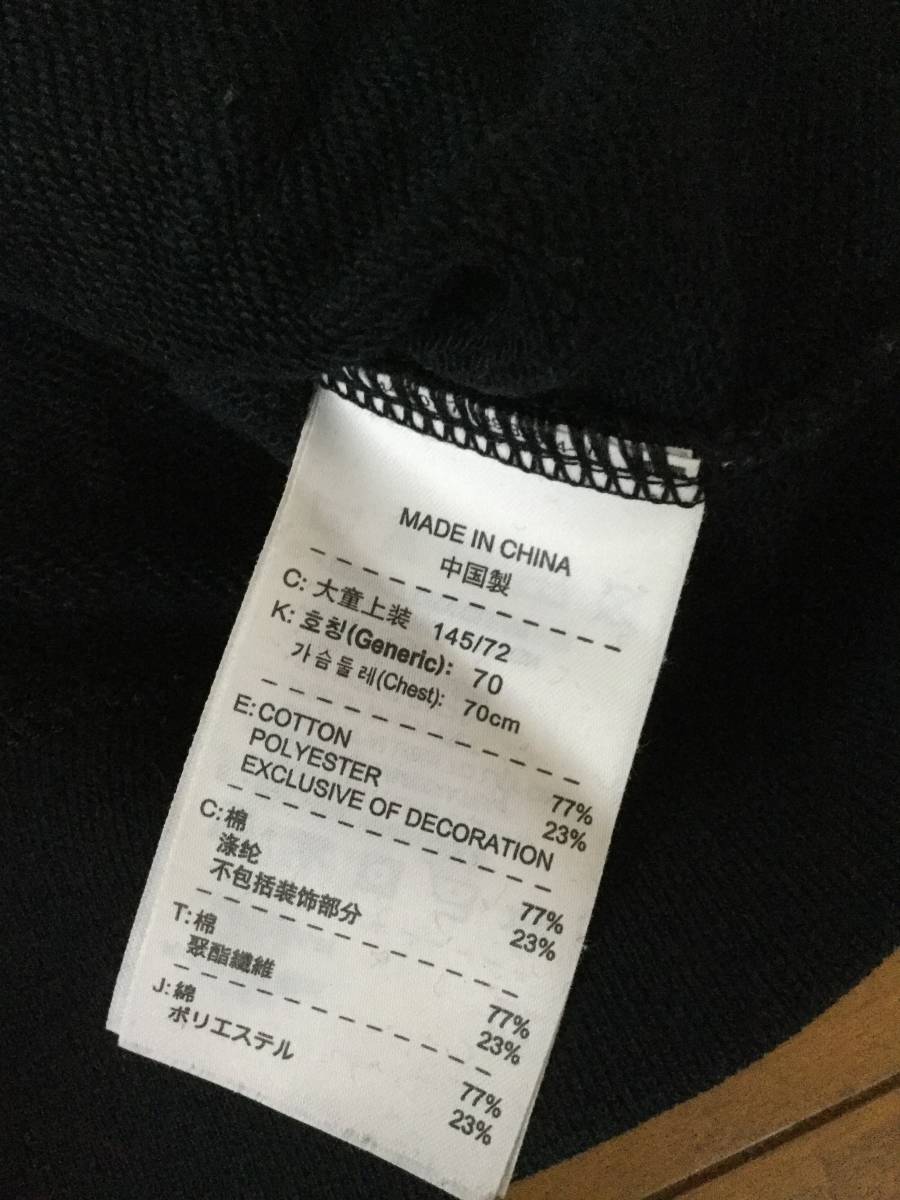 MADE IN CHINA
中国製
C: 大童上装 145/72
K: 호칭(Generic): 70
가슴둘레(Chest): 70cm
E: COTTON 77%
POLYESTER 23%
EXCLUSIVE OF DECORATION
C: 棉 77%
涤纶 23%
不包括装饰部分
T: 棉 77%
聚酯纖維 23%
J: 綿 77%
ポリエステル 23%